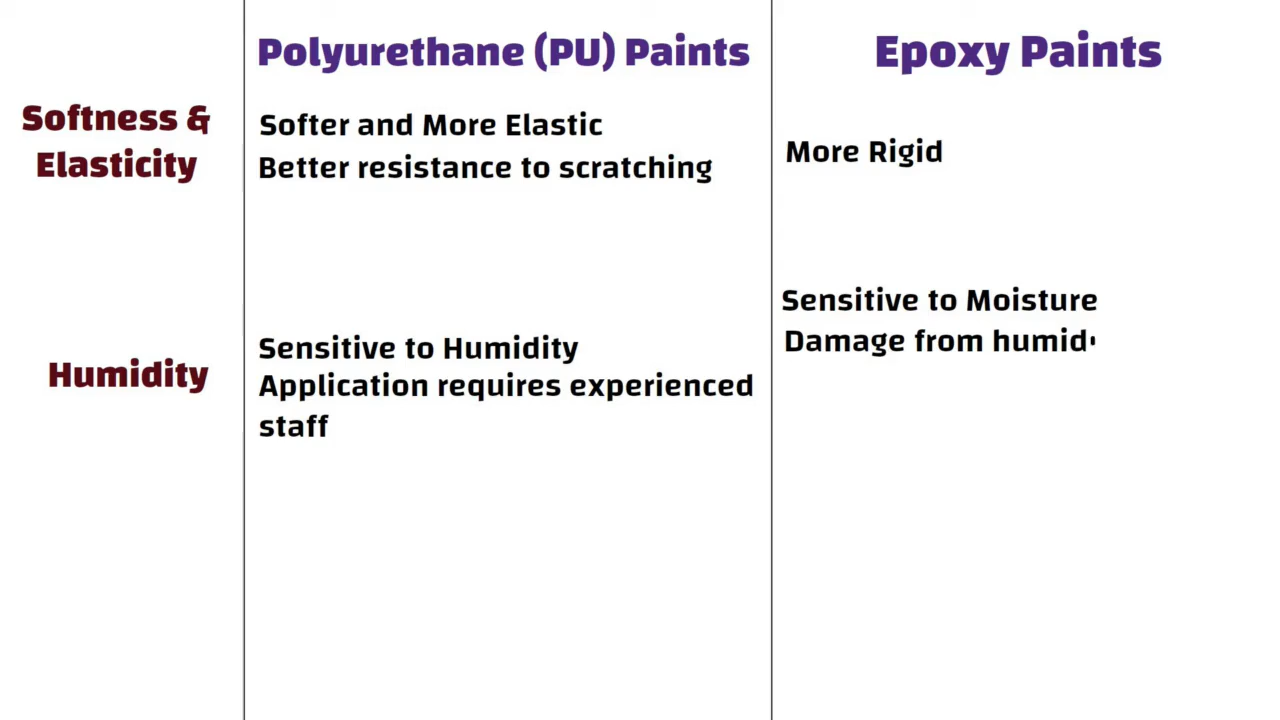 Polyurethane (PU) Paints
Epoxy Paints
Softness &
Elasticity
Softer and More Elastic
Better resistance to scratching
More Rigid
Humidity
Sensitive to Humidity
Application requires experienced
staff
Sensitive to Moisture
Damage from